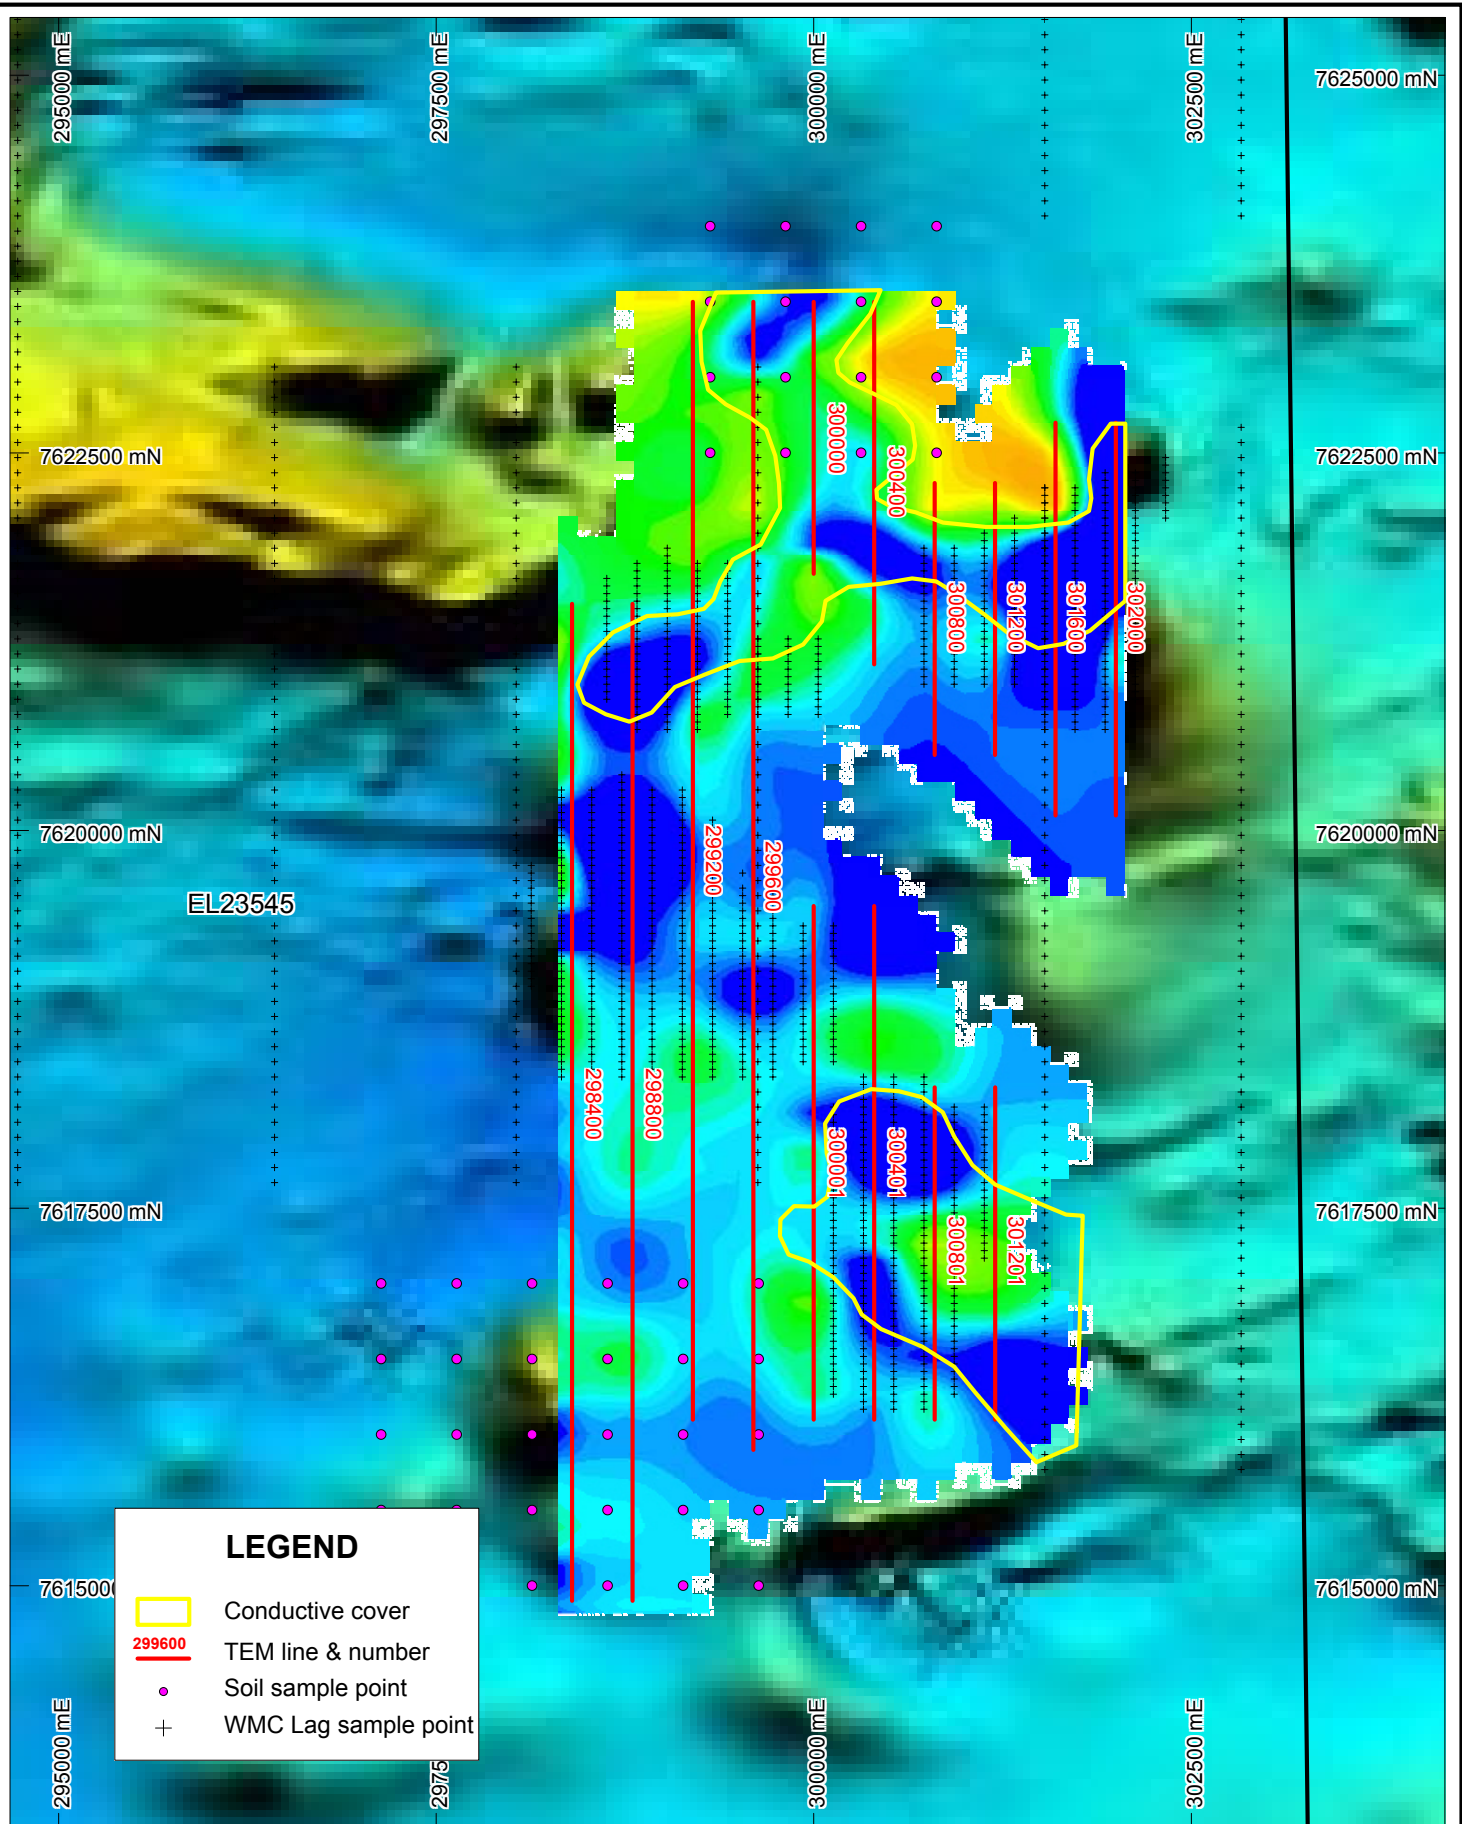 295000 mE
297500 mE
300000 mE
302500 mE
7625000 mN
300000
300400
7622500 mN
7622500 mN
300800
301200
301600
302000
7620000 mN
7620000 mN
299200
299600
EL23545
298400
298800
300001
300401
7617500 mN
7617500 mN
300801
301201
LEGEND
761500
7615000 mN
Conductive cover
299600
TEM line & number
Soil sample point
WMC Lag sample point
295000 mE
2975
300000 mE
302500 mE